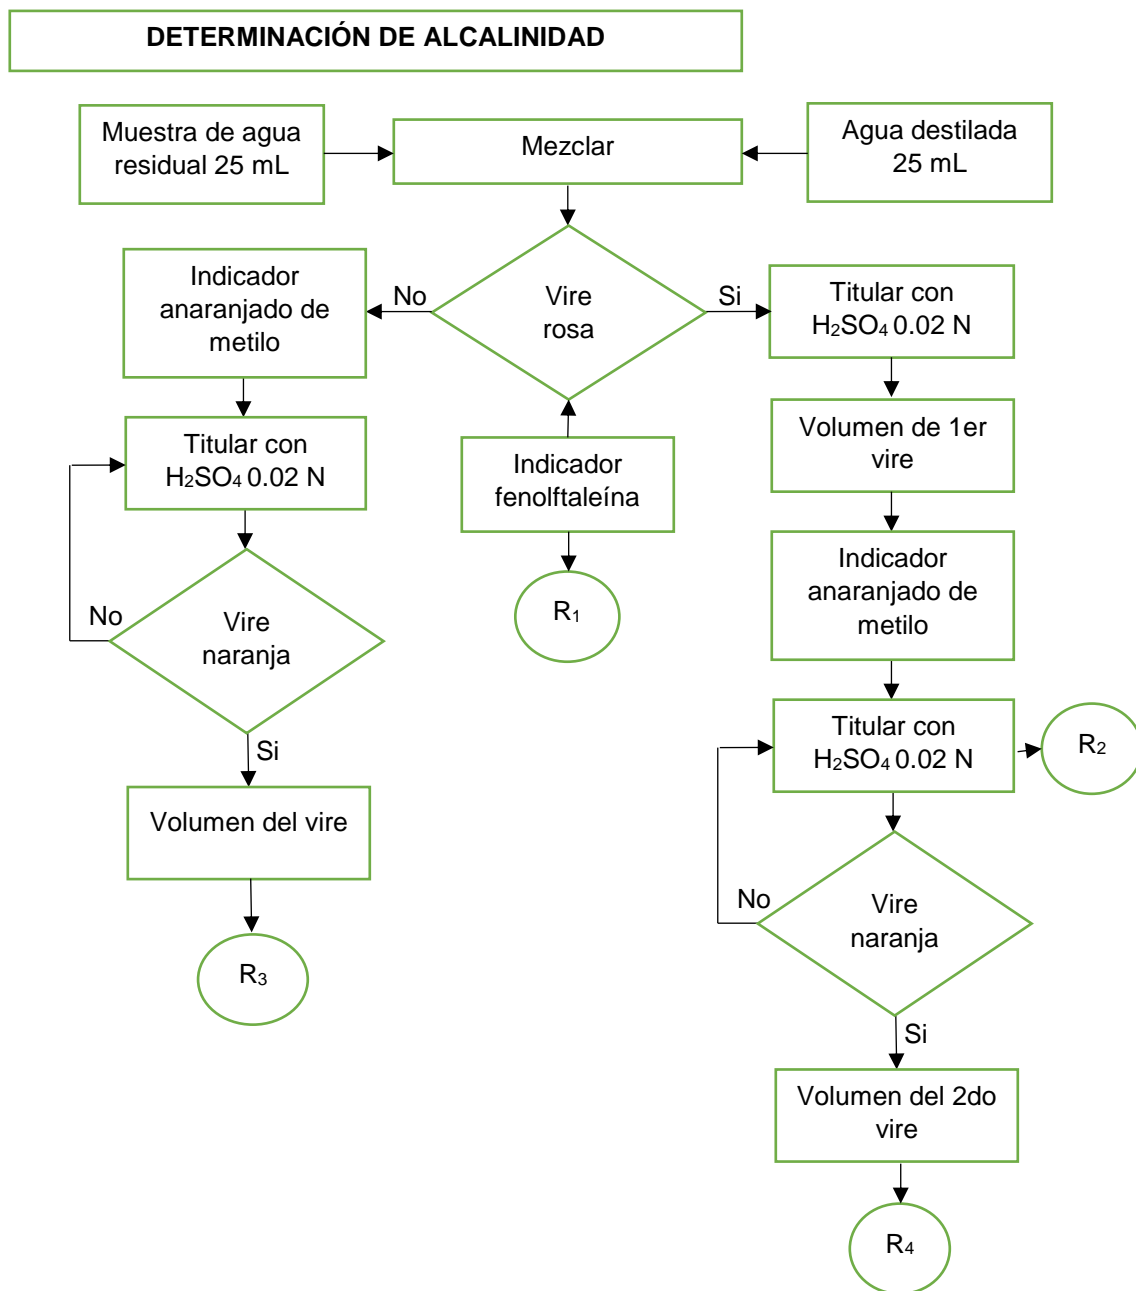 DETERMINACIÓN DE ALCALINIDAD
Muestra de agua
residual 25 mL
Mezclar
Agua destilada
25 mL
Indicador
anaranjado de
metilo
No
Vire
rosa
Si
Titular con
H₂SO₄ 0.02 N
Titular con
H₂SO₄ 0.02 N
Indicador
fenolftaleína
Volumen de 1er
vire
R₁
Indicador
anaranjado de
metilo
No
Vire
naranja
Si
Titular con
H₂SO₄ 0.02 N
R₂
Volumen del vire
No
Vire
naranja
R₃
Si
Volumen del 2do
vire
R₄